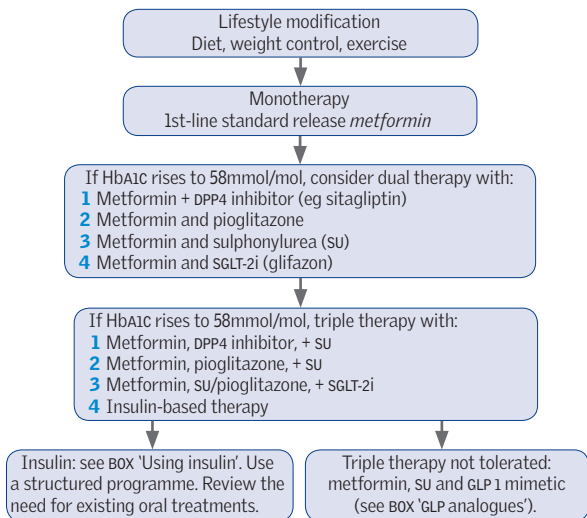 Lifestyle modification
Diet, weight control, exercise
Monotherapy
1st-line standard release metformin
If HbA1C rises to 58mmol/mol, consider dual therapy with:
1 Metformin + DPP4 inhibitor (eg sitagliptin)
2 Metformin and pioglitazone
3 Metformin and sulphonylurea (SU)
4 Metformin and SGLT-2i (glifazon)
If HbA1C rises to 58mmol/mol, triple therapy with:
1 Metformin, DPP4 inhibitor, + SU
2 Metformin, pioglitazone, + SU
3 Metformin, SU/pioglitazone, + SGLT-2i
4 Insulin-based therapy
Insulin: see BOX ‘Using insulin’. Use
a structured programme. Review the
need for existing oral treatments.
Triple therapy not tolerated:
metformin, SU and GLP 1 mimetic
(see BOX ‘GLP analogues’).